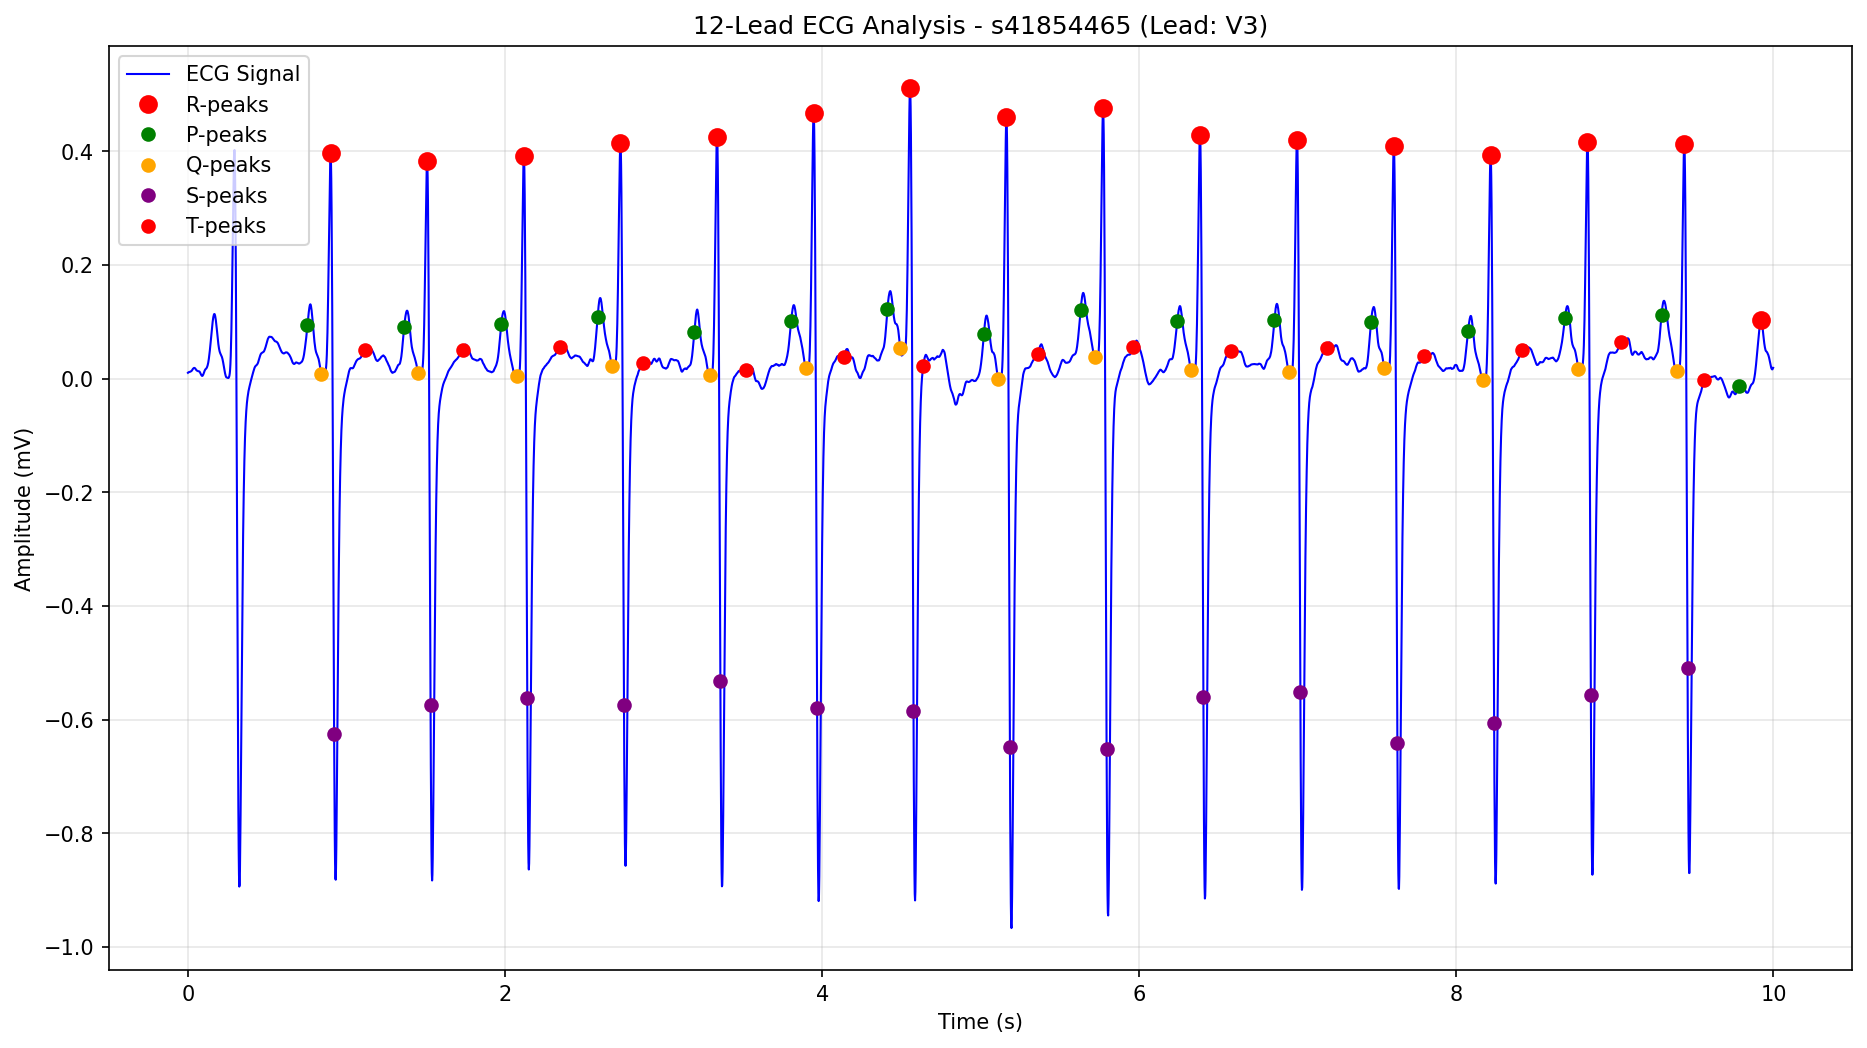 12-Lead ECG Analysis - s41854465 (Lead: V3)
ECG Signal
R-peaks
P-peaks
Q-peaks
S-peaks
T-peaks
0.4
0.2
0.0
−0.2
−0.4
−0.6
−0.8
−1.0
Amplitude (mV)
0 2 4 6 8 10
Time (s)